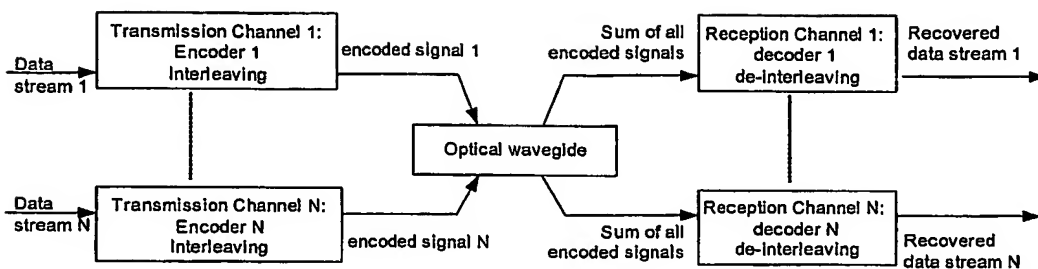 Data
stream 1
Transmission Channel 1:
Encoder 1
Interleaving
encoded signal 1
Sum of all
encoded signals
Reception Channel 1:
decoder 1
de-interleaving
Recovered
data stream 1
Optical wavegide
Data
stream N
Transmission Channel N:
Encoder N
Interleaving
encoded signal N
Sum of all
encoded signals
Reception Channel N:
decoder N
de-interleaving
Recovered
data stream N